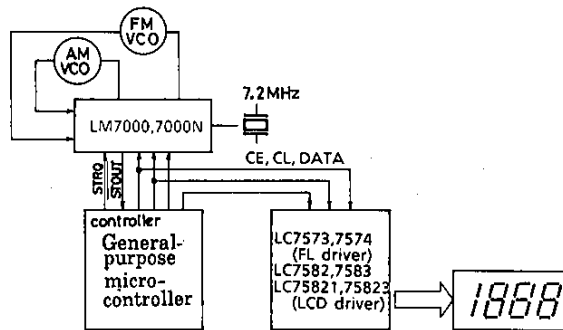 FM
VCO
AM
VCO
7.2MHz
LM7000,7000N
CE, CL, DATA
STRQ
STOUT
controller
General-
purpose
micro-
controller
LC7573,7574
(FL driver)
LC7582,7583
LC75821,75823
(LCD driver)
1888